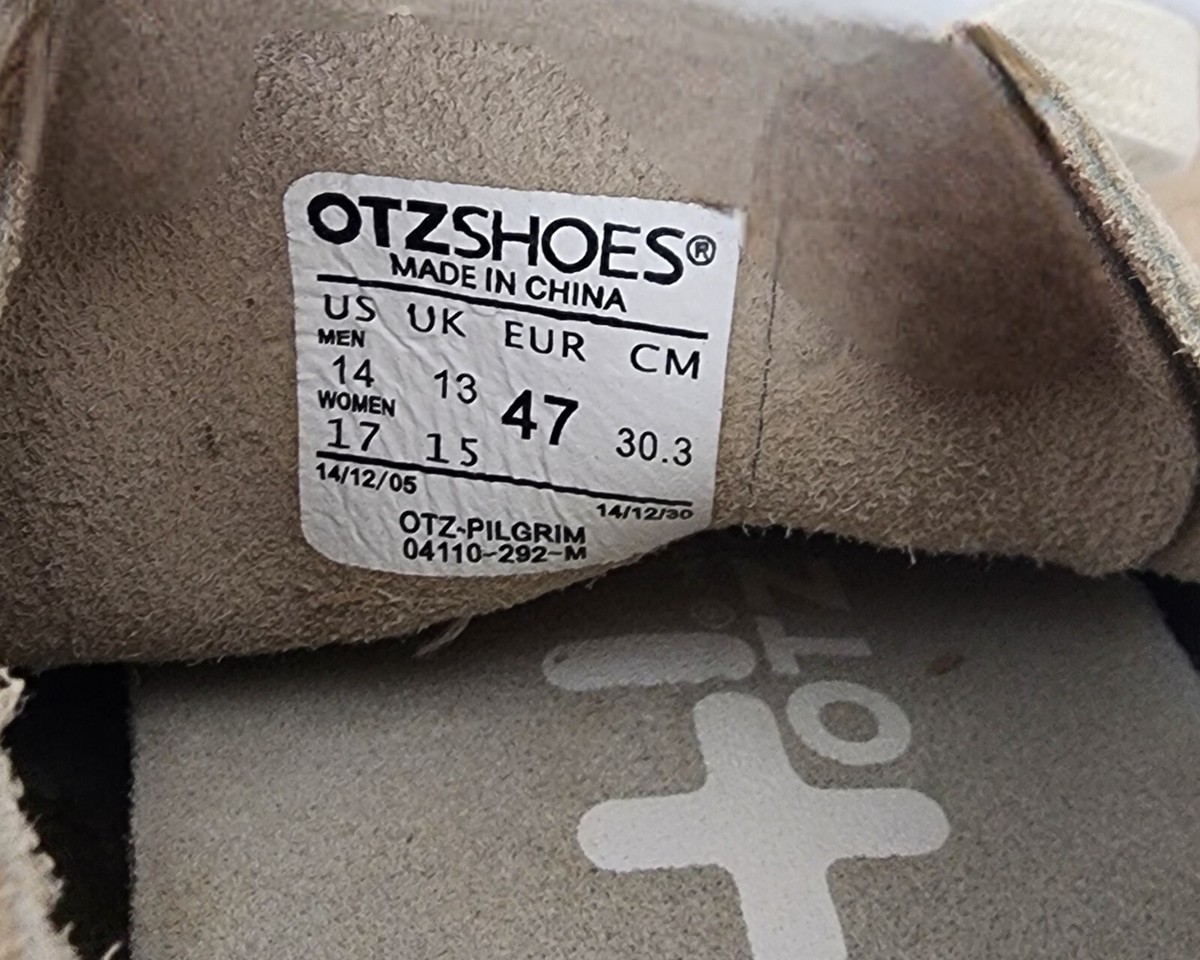 OTZSHOES®
MADE IN CHINA
US UK EUR CM
MEN
14 13 47 30.3
WOMEN
17 15
14/12/05 14/12/30
OTZ-PILGRIM
04110-292-M
OTZ